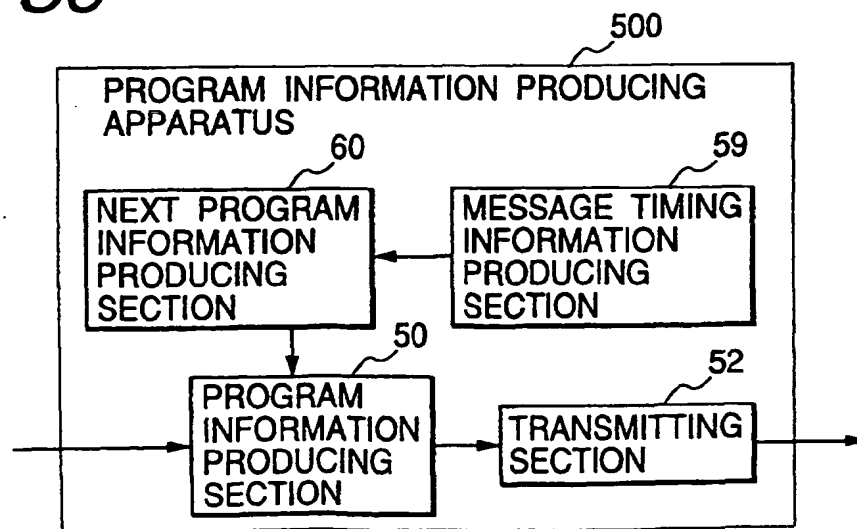 500
PROGRAM INFORMATION PRODUCING
APPARATUS
60
59
NEXT PROGRAM
INFORMATION
PRODUCING
SECTION
MESSAGE TIMING
INFORMATION
PRODUCING
SECTION
50
52
PROGRAM
INFORMATION
PRODUCING
SECTION
TRANSMITTING
SECTION